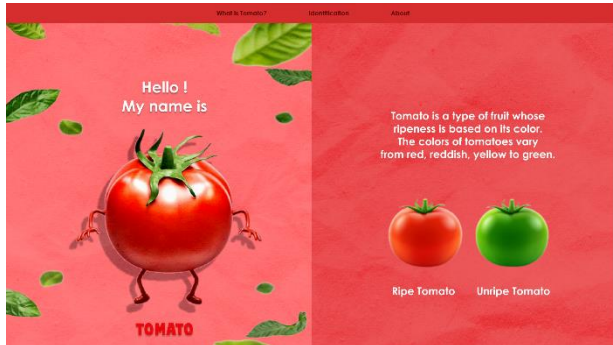 What is Tomato?
Identification
About
Hello !
My name is
TOMATO
Tomato is a type of fruit whose
ripeness is based on its color.
The colors of tomatoes vary
from red, reddish, yellow to green.
Ripe Tomato
Unripe Tomato